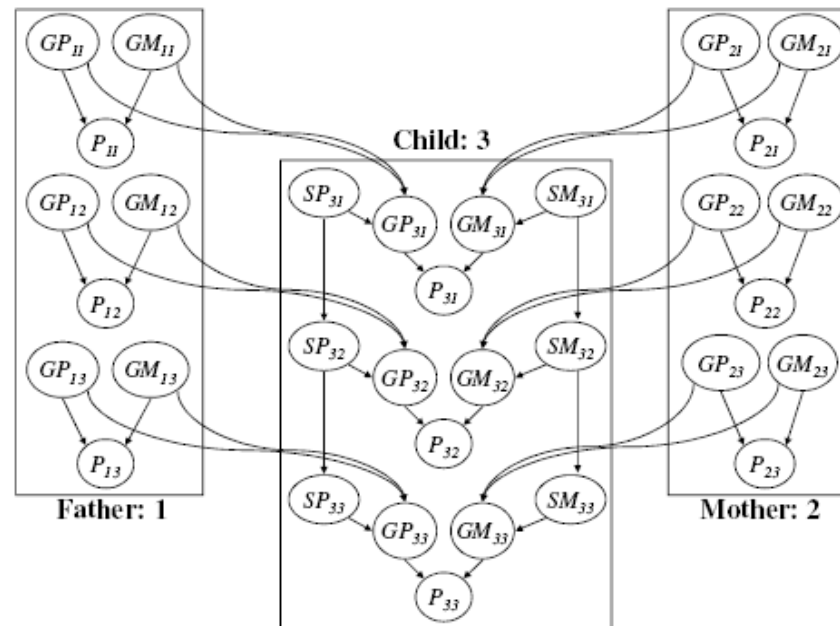 GP11 GM11 GP21 GM21
P11 Child: 3 P21
SP31 SM31
GP12 GM12 GP31 GM31 GP22 GM22
P31
P12 P22
SP32 SM32
GP13 GM13 GP32 GM32 GP23 GM23
P32
P13 P23
SP33 SM33
Father: 1 Mother: 2
GP33 GM33
P33